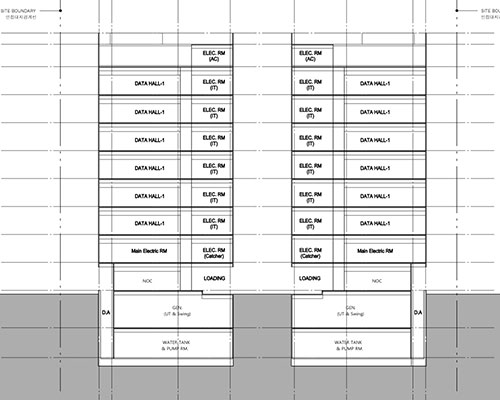 SITE BOUNDARY
인접대지경계선
SITE BOU
인접대지경
ELEC. RM
(AC)
ELEC. RM
(AC)
DATA HALL-1
ELEC. RM
(IT)
ELEC. RM
(IT)
DATA HALL-1
DATA HALL-1
ELEC. RM
(IT)
ELEC. RM
(IT)
DATA HALL-1
DATA HALL-1
ELEC. RM
(IT)
ELEC. RM
(IT)
DATA HALL-1
DATA HALL-1
ELEC. RM
(IT)
ELEC. RM
(IT)
DATA HALL-1
DATA HALL-1
ELEC. RM
(IT)
ELEC. RM
(IT)
DATA HALL-1
DATA HALL-1
ELEC. RM
(IT)
ELEC. RM
(IT)
DATA HALL-1
Main Electric RM
ELEC. RM
(Catcher)
ELEC. RM
(Catcher)
Main Electric RM
NOC
LOADING
LOADING
NOC
D.A
GEN.
(UT & Swing)
GEN.
(UT & Swing)
D.A
WATER TANK
& PUMP RM.
WATER TANK
& PUMP RM.